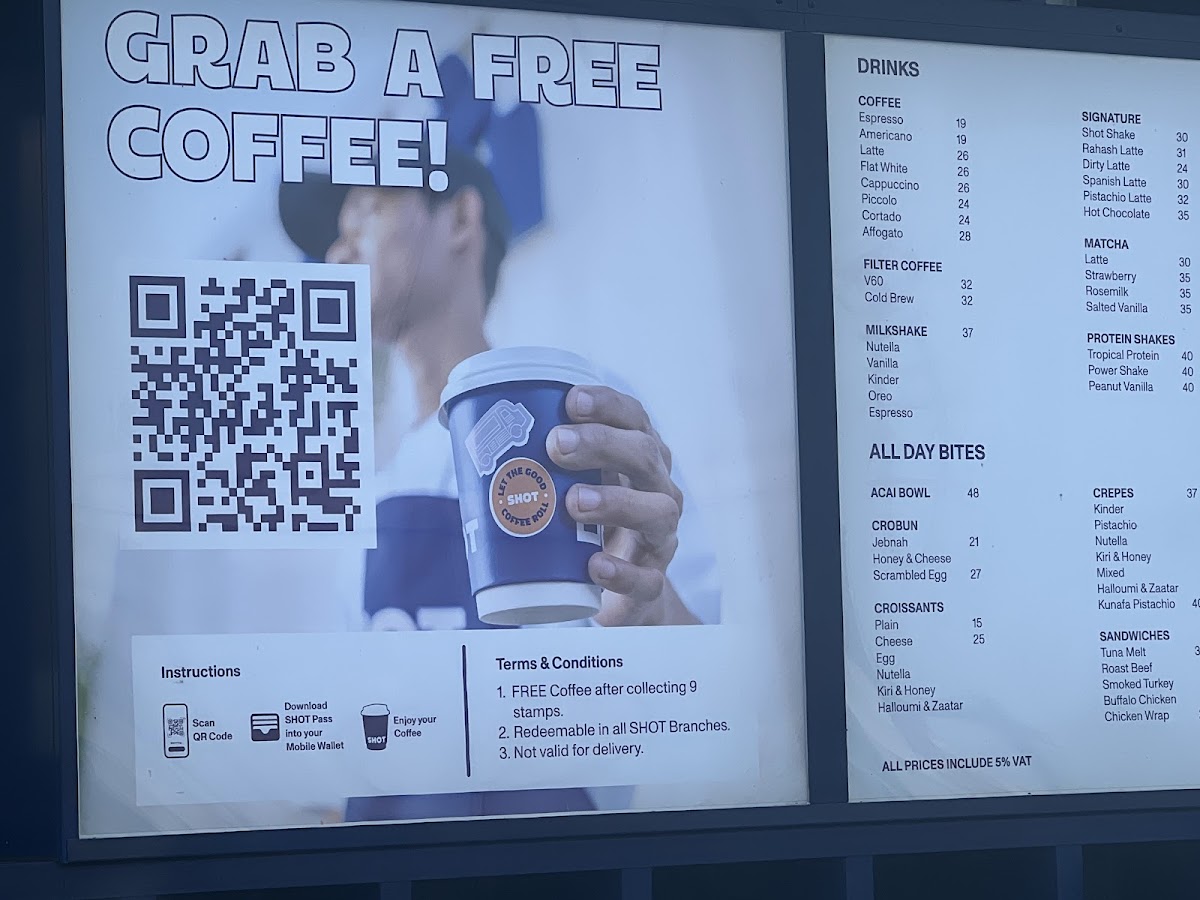 GRAB A FREE
COFFEE!
LET THE GOOD
SHOT
COFFEE ROLL
Instructions
Scan
QR Code
Download
SHOT Pass
into your
Mobile Wallet
SHOT
Enjoy your
Coffee
Terms & Conditions
1. FREE Coffee after collecting 9
stamps.
2. Redeemable in all SHOT Branches.
3. Not valid for delivery.
DRINKS
COFFEE
Espresso 19
Americano 19
Latte 26
Flat White 26
Cappuccino 26
Piccolo 24
Cortado 24
Affogato 28
FILTER COFFEE
V60 32
Cold Brew 32
MILKSHAKE 37
Nutella
Vanilla
Kinder
Oreo
Espresso
SIGNATURE
Shot Shake 30
Rahash Latte 31
Dirty Latte 24
Spanish Latte 30
Pistachio Latte 32
Hot Chocolate 35
MATCHA
Latte 30
Strawberry 35
Rosemilk 35
Salted Vanilla 35
PROTEIN SHAKES
Tropical Protein 40
Power Shake 40
Peanut Vanilla 40
ALL DAY BITES
ACAI BOWL 48
CROBUN
Jebnah 21
Honey & Cheese
Scrambled Egg 27
CROISSANTS
Plain 15
Cheese 25
Egg
Nutella
Kiri & Honey
Halloumi & Zaatar
CREPES 37
Kinder
Pistachio
Nutella
Kiri & Honey
Mixed
Halloumi & Zaatar
Kunafa Pistachio
SANDWICHES
Tuna Melt
Roast Beef
Smoked Turkey
Buffalo Chicken
Chicken Wrap
ALL PRICES INCLUDE 5% VAT